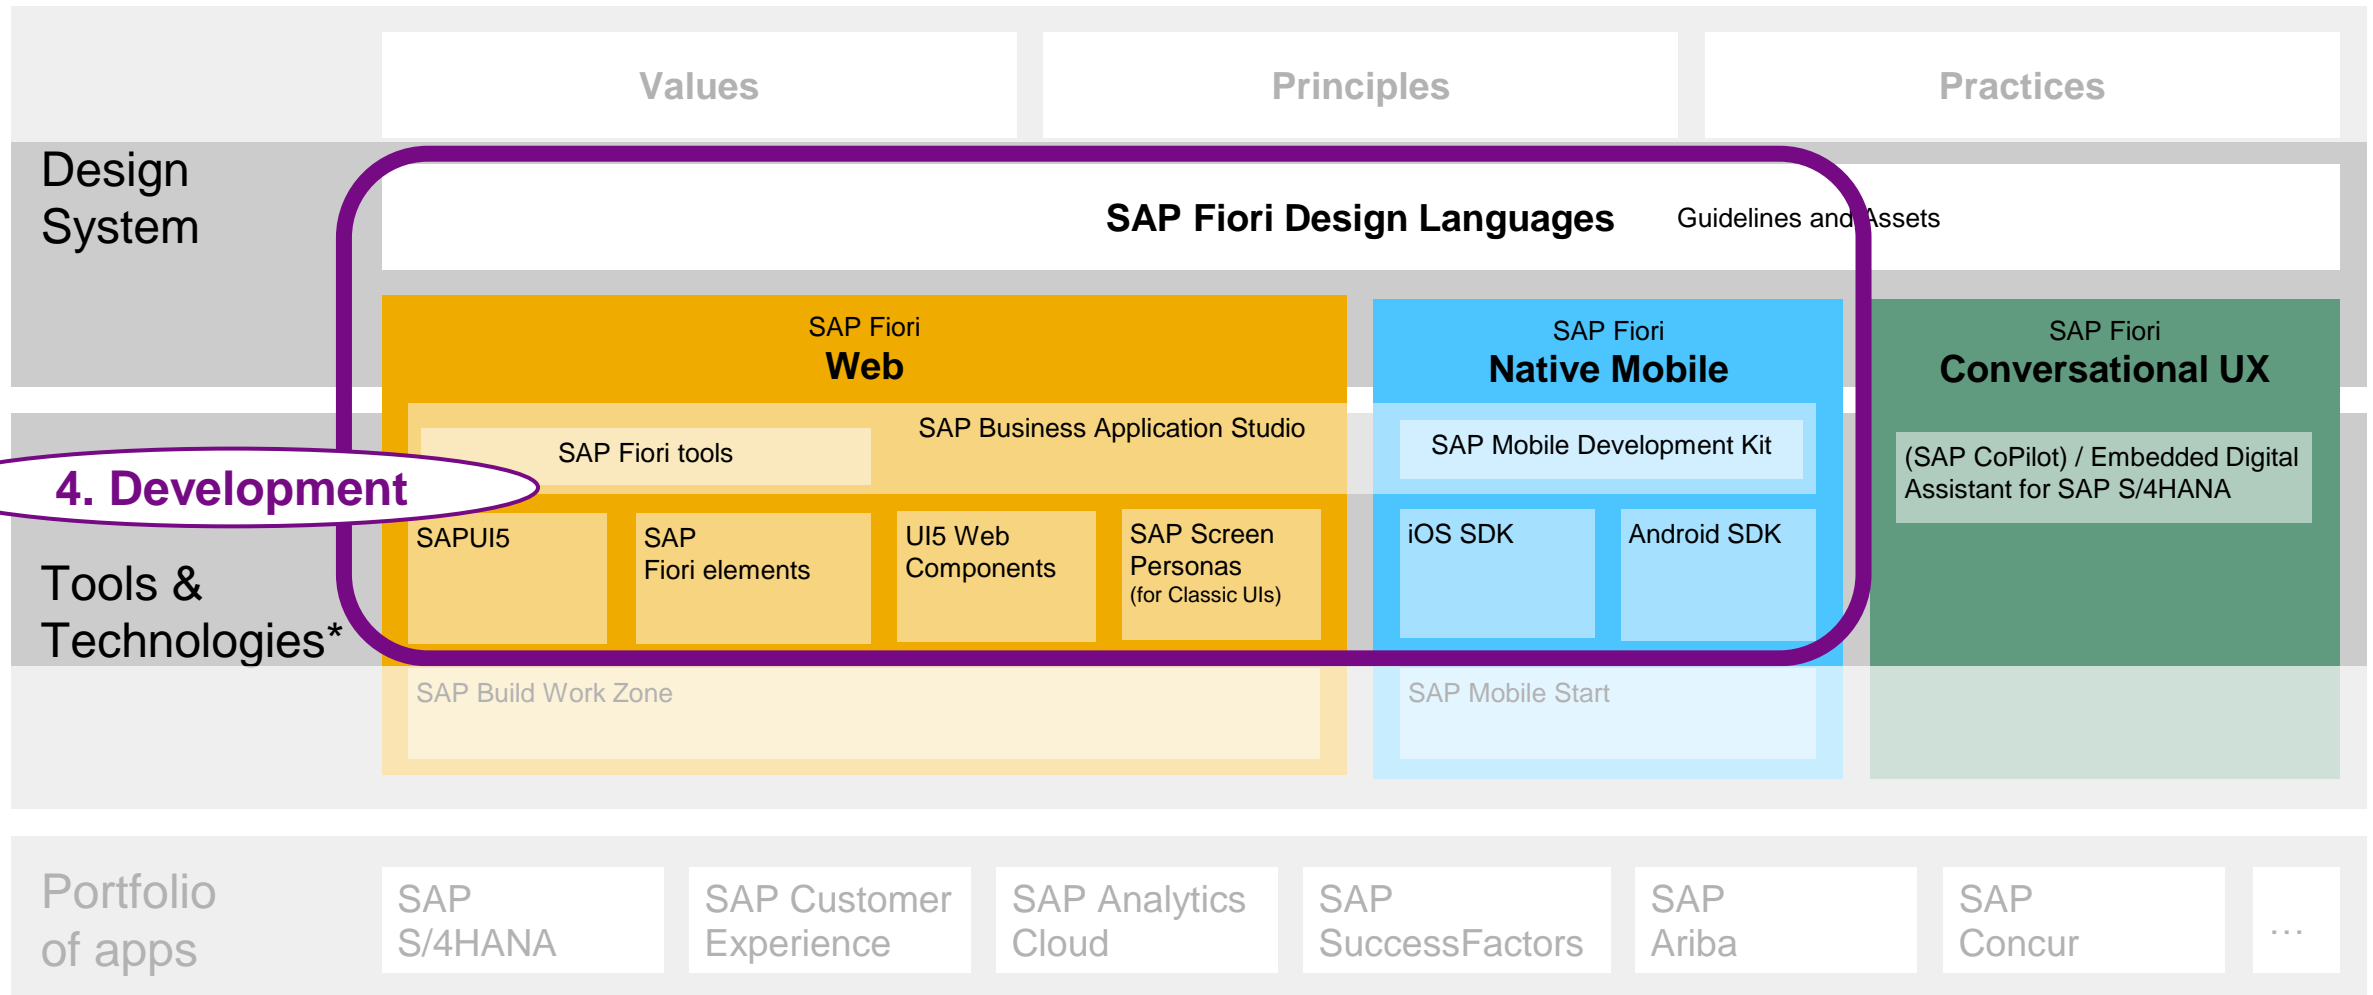 Values
Principles
Practices
Design
System
SAP Fiori Design Languages
Guidelines and Assets
SAP Fiori
Web
SAP Fiori
Native Mobile
SAP Fiori
Conversational UX
SAP Business Application Studio
SAP Fiori tools
SAP Mobile Development Kit
(SAP CoPilot) / Embedded Digital
Assistant for SAP S/4HANA
4. Development
SAPUI5
SAP
Fiori elements
UI5 Web
Components
SAP Screen
Personas
(for Classic UIs)
iOS SDK
Android SDK
Tools &
Technologies*
SAP Build Work Zone
SAP Mobile Start
Portfolio
of apps
SAP
S/4HANA
SAP Customer
Experience
SAP Analytics
Cloud
SAP
SuccessFactors
SAP
Ariba
SAP
Concur
...